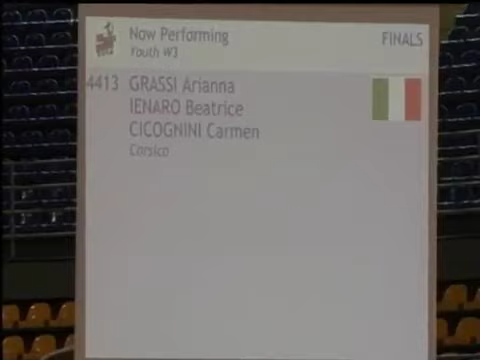 Now Performing
FINALS
Youth W3
4413 GRASSI Arianna
IENARO Beatrice
CICOGNINI Carmen
Corsico